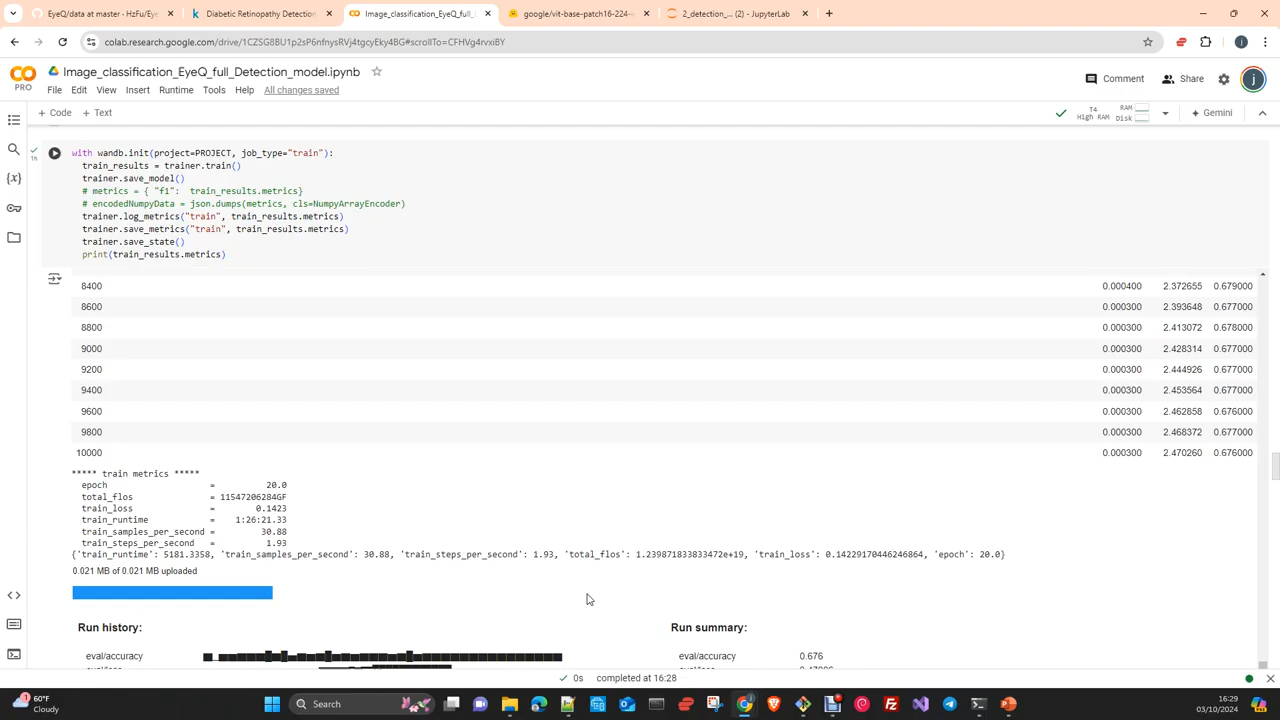 EyeQ/data at master · HzFu/Eye
Diabetic Retinopathy Detection
Image_classification_EyeQ_full_
google/vit-base-patch16-224-
2_detection_... (2) - JupyterLab
colab.research.google.com/drive/1CZSG8BU1p2sP6nfnysRVj4tgcyEky4BG#scrollTo=CFHVg4rvxiBY
CO
PRO
Image_classification_EyeQ_full_Detection_model.ipynb
Comment
Share
j
File Edit View Insert Runtime Tools Help All changes saved
+ Code + Text
T4
High RAM
RAM
Disk
Gemini
1h
with wandb.init(project=PROJECT, job_type="train"):
train_results = trainer.train()
trainer.save_model()
# metrics = { "f1": train_results.metrics}
# encodedNumpyData = json.dumps(metrics, cls=NumpyArrayEncoder)
trainer.log_metrics("train", train_results.metrics)
trainer.save_metrics("train", train_results.metrics)
trainer.save_state()
print(train_results.metrics)
8400 0.000400 2.372655 0.679000
8600 0.000300 2.393648 0.677000
8800 0.000300 2.413072 0.678000
9000 0.000300 2.428314 0.677000
9200 0.000300 2.444926 0.677000
9400 0.000300 2.453564 0.677000
9600 0.000300 2.462858 0.676000
9800 0.000300 2.468372 0.677000
10000 0.000300 2.470260 0.676000
***** train metrics *****
epoch = 20.0
total_flos = 11547206284GF
train_loss = 0.1423
train_runtime = 1:26:21.33
train_samples_per_second = 30.88
train_steps_per_second = 1.93
{'train_runtime': 5181.3358, 'train_samples_per_second': 30.88, 'train_steps_per_second': 1.93, 'total_flos': 1.239871833833472e+19, 'train_loss': 0.14229170446246864, 'epoch': 20.0}
0.021 MB of 0.021 MB uploaded
Run history:
Run summary:
eval/accuracy
eval/accuracy 0.676
0s completed at 16:28
60°F
Cloudy
Search
16:29
03/10/2024